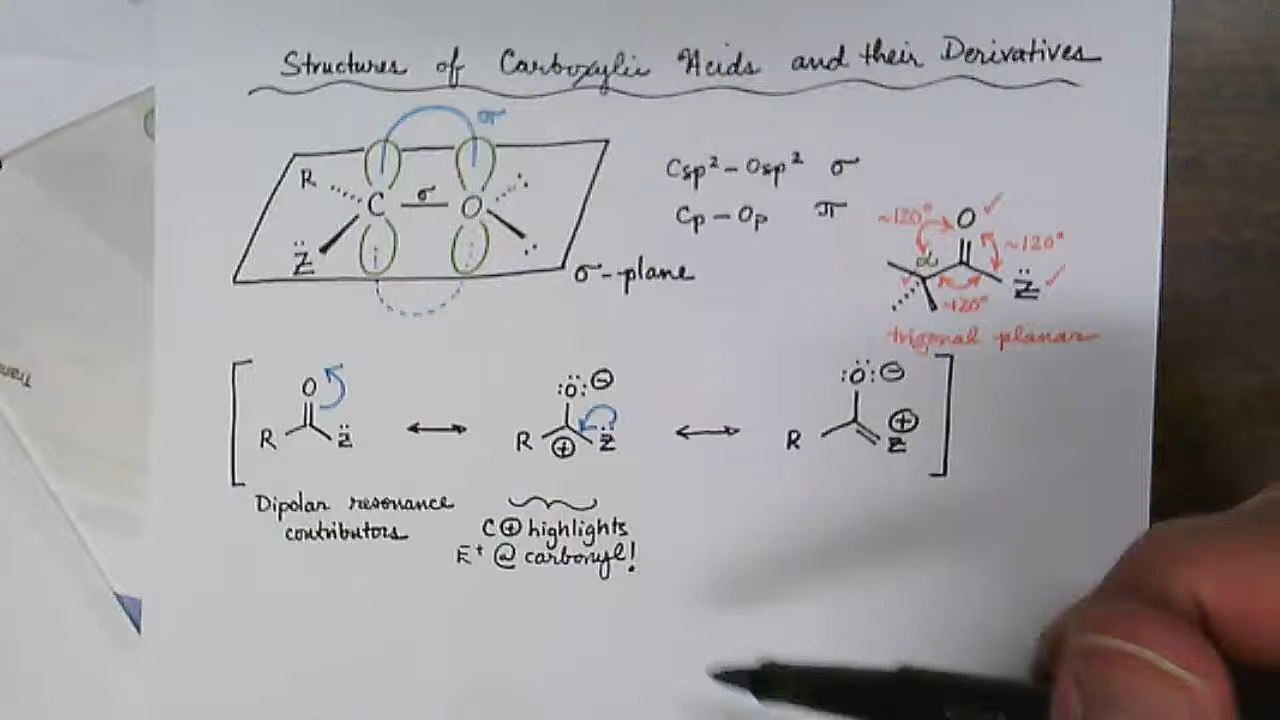 Structures of Carboxylic Acids and their Derivatives
π
R C σ O
Z̈
σ-plane
Csp² - Osp² σ
Cp - Op π
~120° O ✓
~120°
α
Z̈ ✓
~120°
trigonal planar
O
R Z̈
↔
:Ö: ⊖
R ⊕ Z̈
↔
:Ö: ⊖
R Z ⊕
Dipolar resonance
contributors
C⊕ highlights
E⁺ @ carbonyl!
Trans